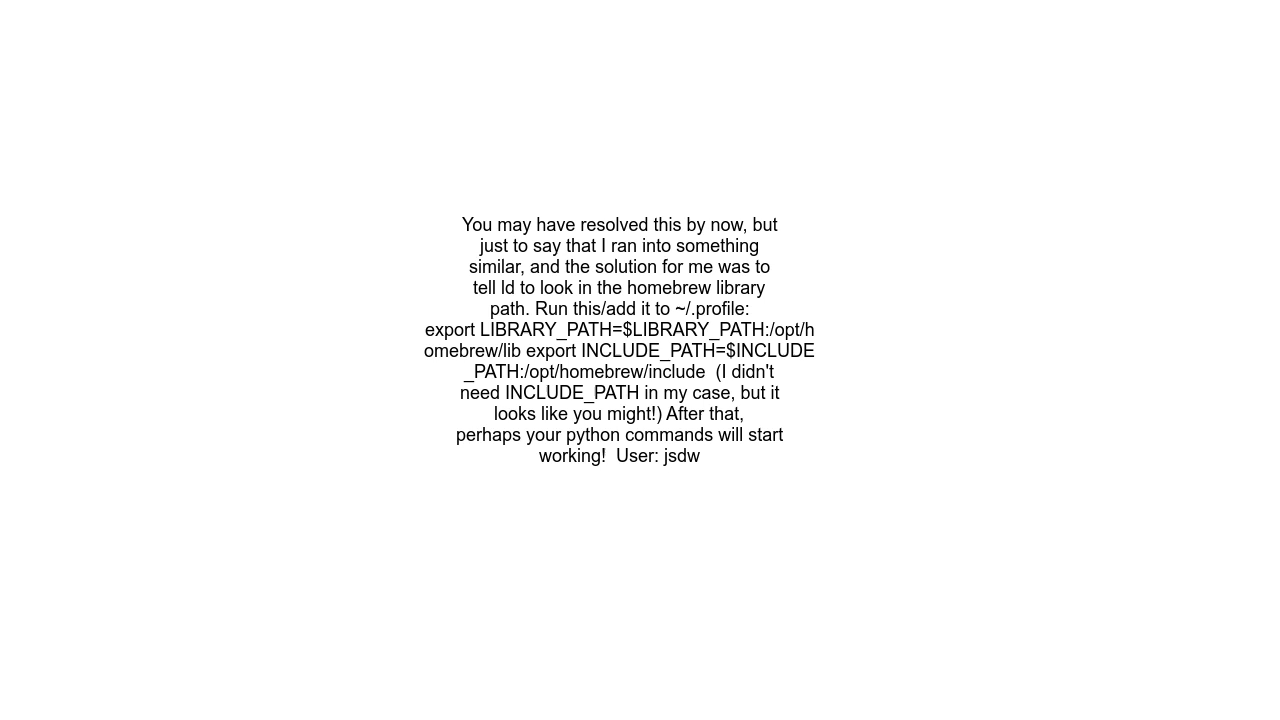 You may have resolved this by now, but
just to say that I ran into something
similar, and the solution for me was to
tell ld to look in the homebrew library
path. Run this/add it to ~/.profile:
export LIBRARY_PATH=$LIBRARY_PATH:/opt/h
omebrew/lib export INCLUDE_PATH=$INCLUDE
_PATH:/opt/homebrew/include  (I didn't
need INCLUDE_PATH in my case, but it
looks like you might!) After that,
perhaps your python commands will start
working!  User: jsdw